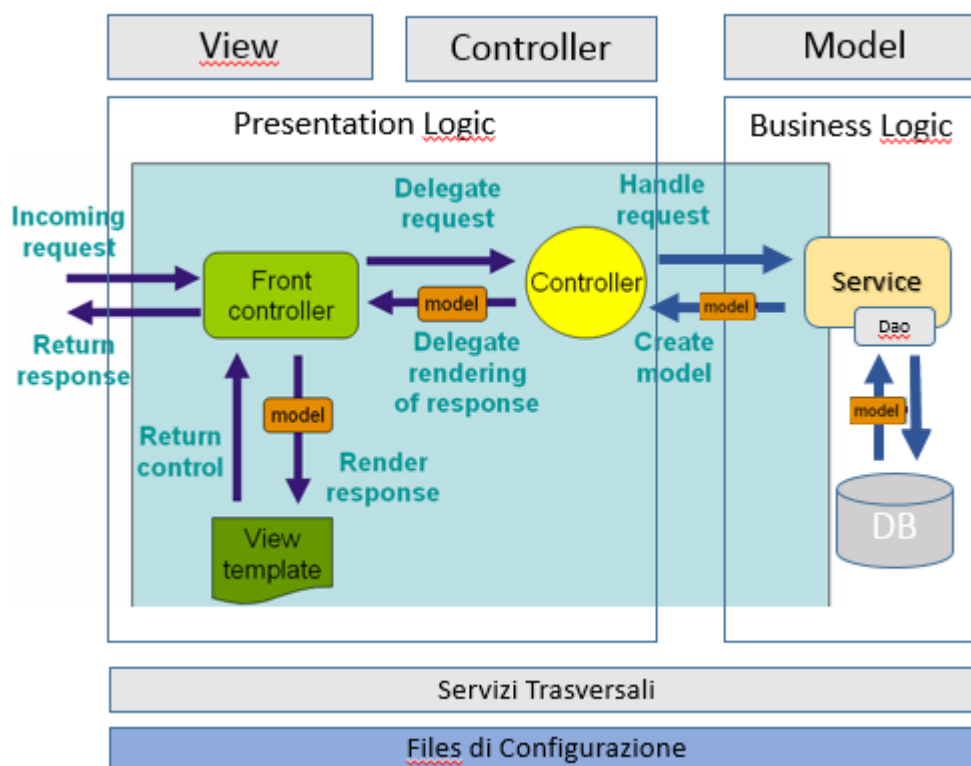 View
Controller
Model
Presentation Logic
Business Logic
Incoming
request
Delegate
request
Handle
request
Front
controller
Controller
Service
Dao
model
model
Return
response
Delegate
rendering
of response
Create
model
model
model
Return
control
Render
response
View
template
DB
Servizi Trasversali
Files di Configurazione